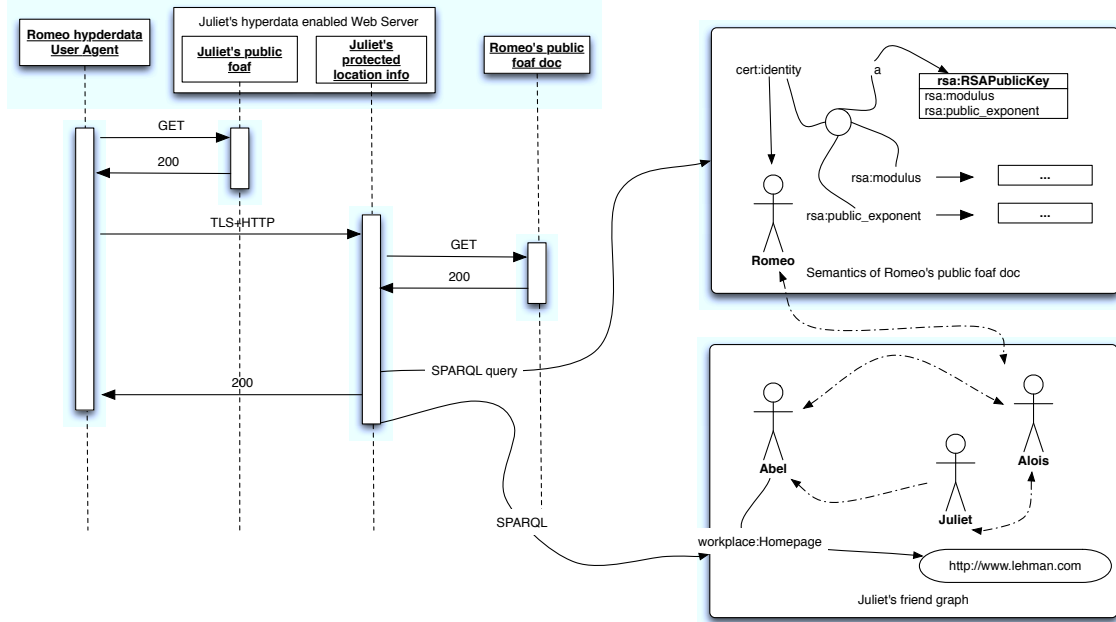 Romeo hypderdata
User Agent
Juliet's hyperdata enabled Web Server
Juliet's public
foaf
Juliet's
protected
location info
Romeo's public
foaf doc
GET
200
TLS+HTTP
GET
200
SPARQL query
200
SPARQL
cert:identity
a
rsa:RSAPublicKey
rsa:modulus
rsa:public_exponent
rsa:modulus
...
rsa:public_exponent
...
Romeo
Semantics of Romeo's public foaf doc
Abel
Alois
Juliet
workplace:Homepage
http://www.lehman.com
Juliet's friend graph